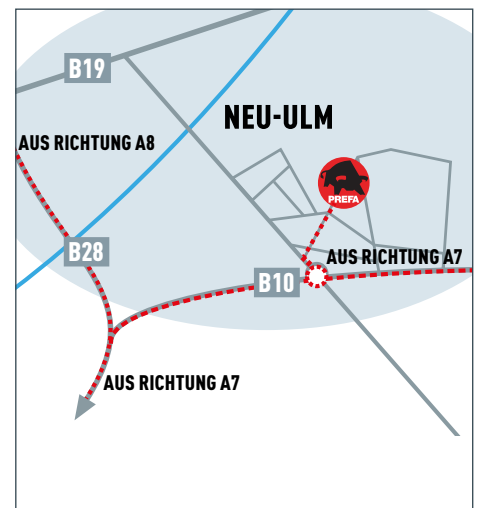 B19
NEU-ULM
AUS RICHTUNG A8
PREFA
B28
AUS RICHTUNG A7
B10
AUS RICHTUNG A7